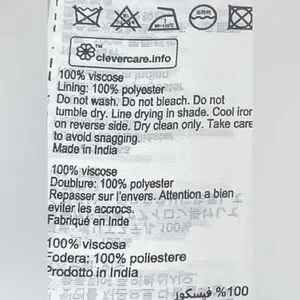 clevercare.info
100% viscose
Lining: 100% polyester
Do not wash. Do not bleach. Do not
tumble dry. Line drying in shade. Cool iron
on reverse side. Dry clean only. Take care
to avoid snagging.
Made in India
100% viscose
Doublure: 100% polyester
Repasser sur l'envers. Attention a bien
eviter les accrocs.
Fabriqué en Inde
100% viscosa
Fodera: 100% poliestere
Prodotto in India
100% فيسكوز